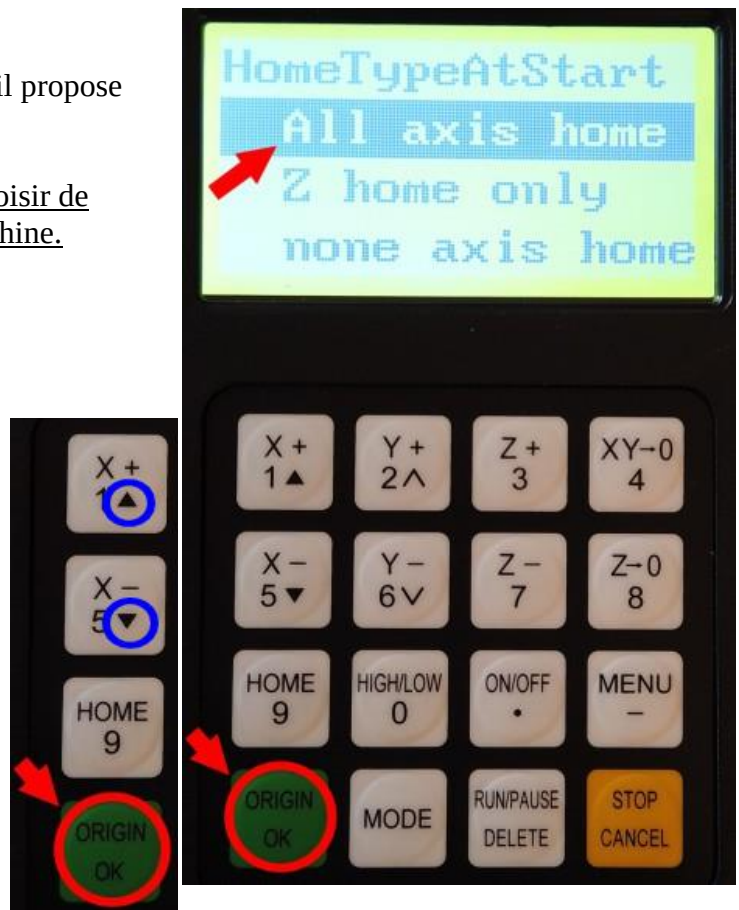 il propose
oisir de
hine.
HomeTypeAtStart
All axis home
Z home only
none axis home
X +
1▲
X −
5▼
HOME
9
ORIGIN
OK
X + Y + Z + XY→0
1▲ 2∧ 3 4
X − Y − Z − Z→0
5▼ 6∨ 7 8
HOME HIGH/LOW ON/OFF MENU
9 0 • −
ORIGIN MODE RUN/PAUSE STOP
OK DELETE CANCEL